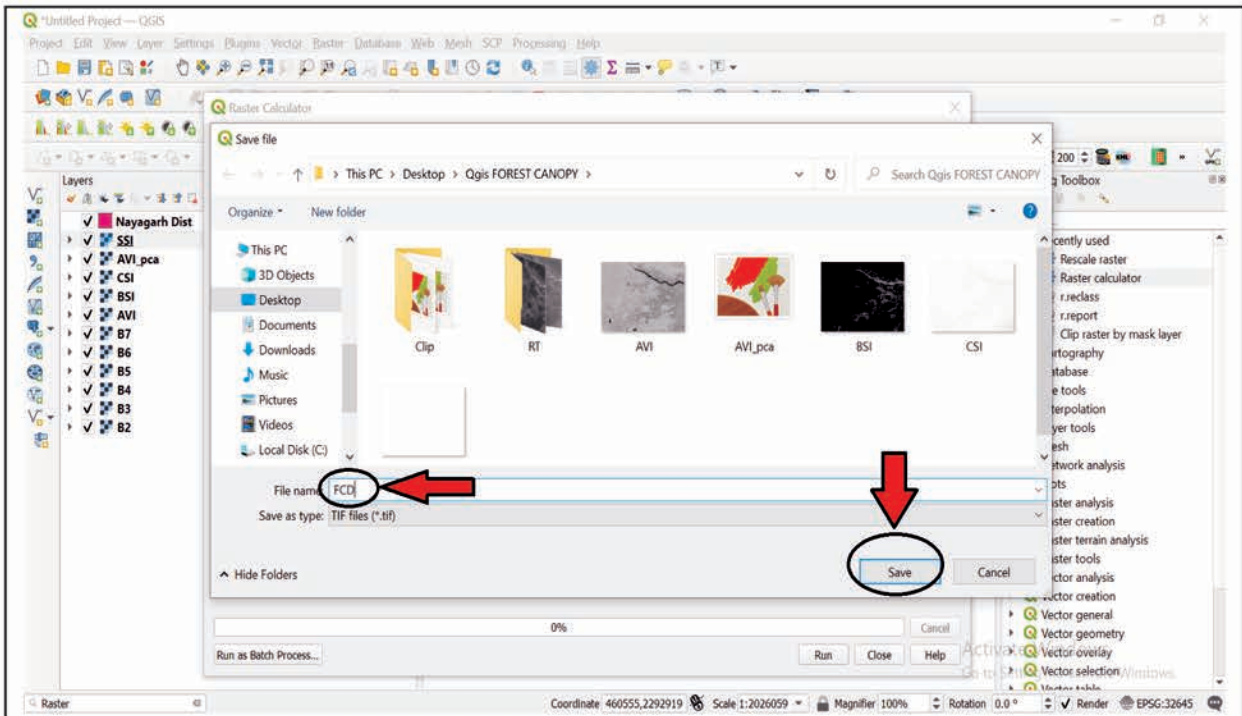 *Untitled Project — QGIS
Project Edit View Layer Settings Plugins Vector Raster Database Web Mesh SCP Processing Help
Raster Calculator
Save file
This PC > Desktop > Qgis FOREST CANOPY >
Search Qgis FOREST CANOPY
200
Toolbox
Organize
New folder
Layers
Nayagarh Dist
SSI
AVI_pca
CSI
BSI
AVI
B7
B6
B5
B4
B3
B2
This PC
3D Objects
Desktop
Documents
Downloads
Music
Pictures
Videos
Local Disk (C:)
Clip
RT
AVI
AVI_pca
BSI
CSI
File name: FCD
Save as type: TIF files (*.tif)
Hide Folders
Save
Cancel
cently used
Rescale raster
Raster calculator
r.reclass
r.report
Clip raster by mask layer
rtography
atabase
e tools
terpolation
yer tools
esh
etwork analysis
ots
ster analysis
ster creation
ster terrain analysis
ster tools
ctor analysis
Vector creation
Vector general
Vector geometry
Vector overlay
Vector selection
Vector table
0%
Cancel
Run as Batch Process...
Run
Close
Help
Activate Windows
Raster
Coordinate 460555,2292919
Scale 1:2026059
Magnifier 100%
Rotation 0.0 °
Render
EPSG:32645